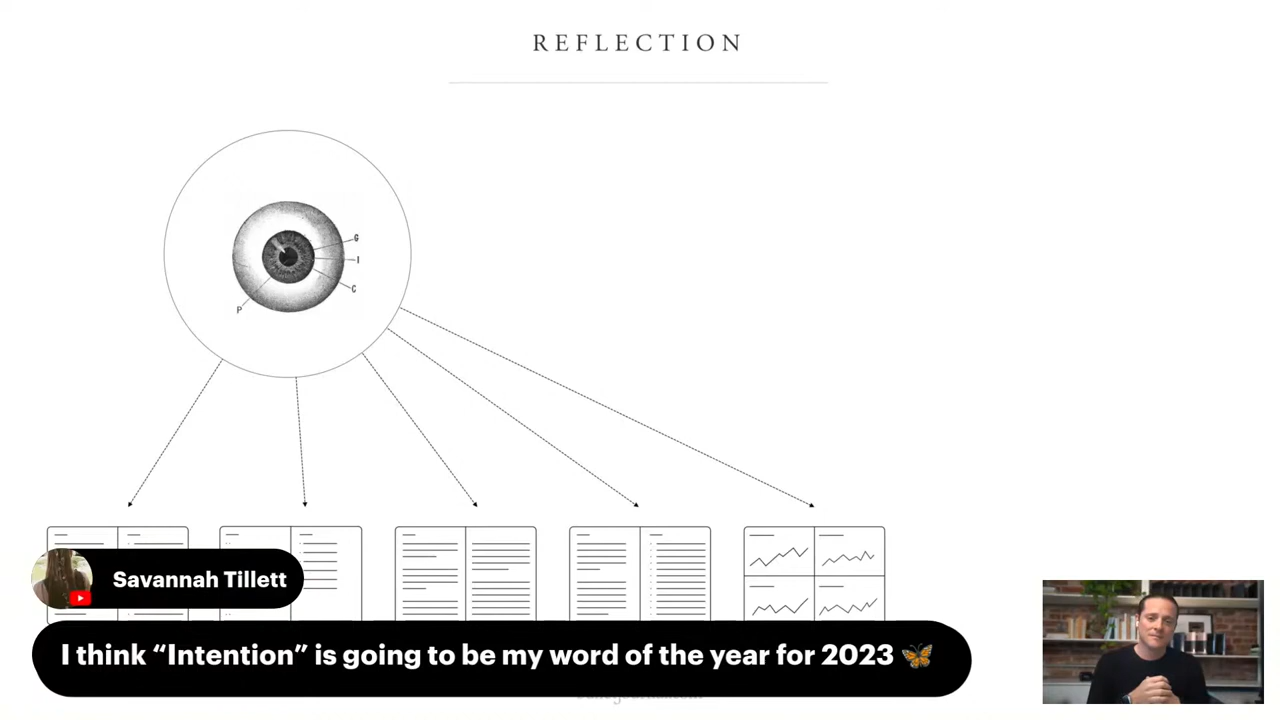 REFLECTION
G
I
C
P
Savannah Tillett
I think “Intention” is going to be my word of the year for 2023 🦋